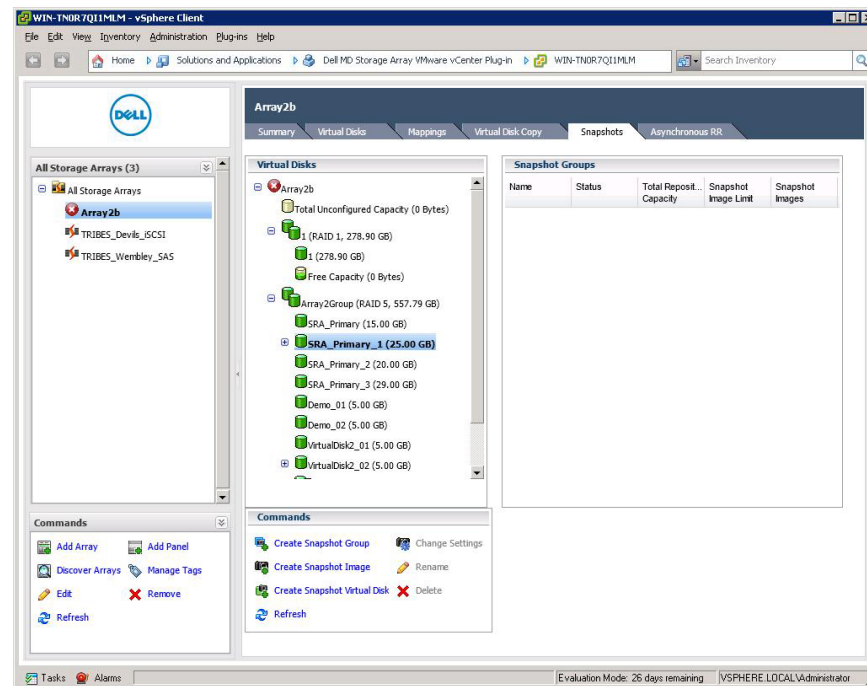 WIN-TN0R7QI1MLM - vSphere Client
File Edit View Inventory Administration Plug-ins Help
Home Solutions and Applications Dell MD Storage Array VMware vCenter Plug-in WIN-TN0R7QI1MLM Search Inventory
DELL
Array2b
Summary Virtual Disks Mappings Virtual Disk Copy Snapshots Asynchronous RR
All Storage Arrays (3)
All Storage Arrays
Array2b
TRIBES_Devils_iSCSI
TRIBES_Wembley_SAS
Virtual Disks
Array2b
Total Unconfigured Capacity (0 Bytes)
1 (RAID 1, 278.90 GB)
1 (278.90 GB)
Free Capacity (0 Bytes)
Array2Group (RAID 5, 557.79 GB)
SRA_Primary (15.00 GB)
SRA_Primary_1 (25.00 GB)
SRA_Primary_2 (20.00 GB)
SRA_Primary_3 (29.00 GB)
Demo_01 (5.00 GB)
Demo_02 (5.00 GB)
VirtualDisk2_01 (5.00 GB)
VirtualDisk2_02 (5.00 GB)
Snapshot Groups
Name Status Total Reposit... Snapshot Snapshot
Capacity Image Limit Images
Commands
Add Array Add Panel
Discover Arrays Manage Tags
Edit Remove
Refresh
Commands
Create Snapshot Group Change Settings
Create Snapshot Image Rename
Create Snapshot Virtual Disk Delete
Refresh
Tasks Alarms Evaluation Mode: 26 days remaining VSPHERE.LOCAL\Administrator